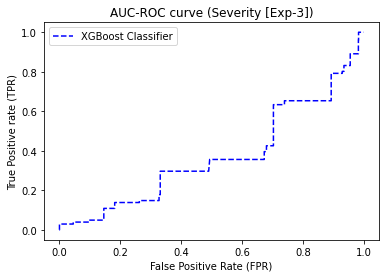 AUC-ROC curve (Severity [Exp-3])
XGBoost Classifier
True Positive rate (TPR)
1.0
0.8
0.6
0.4
0.2
0.0
0.0 0.2 0.4 0.6 0.8 1.0
False Positive Rate (FPR)